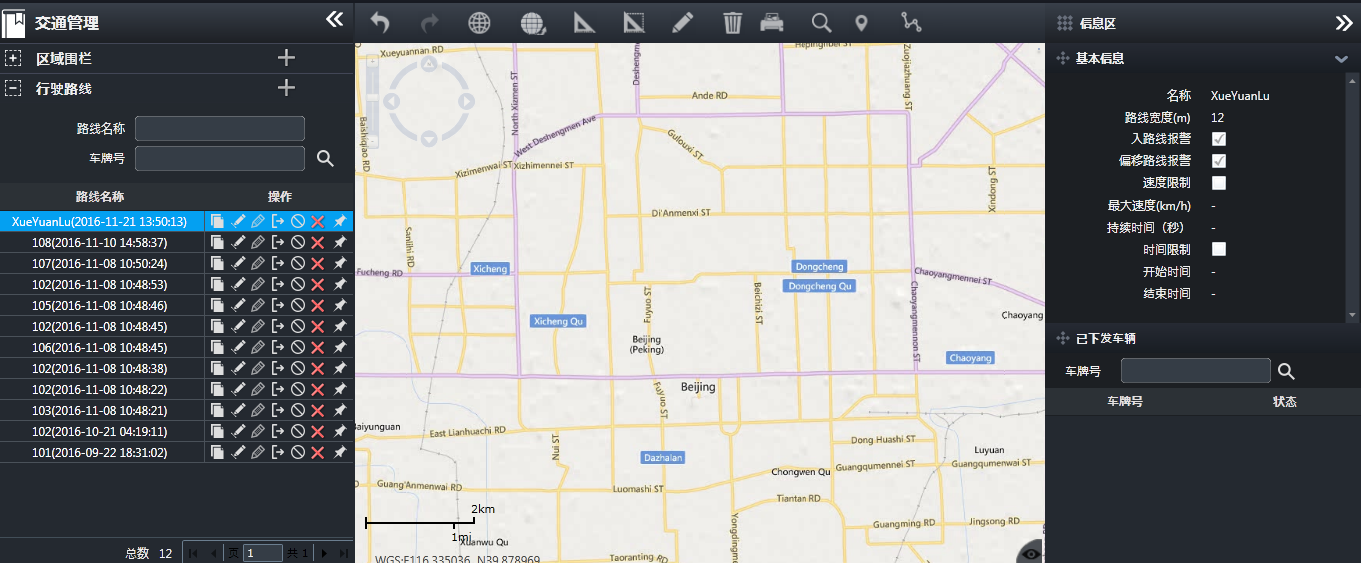 交通管理
区域围栏
行驶路线
路线名称
车牌号
路线名称 操作
XueYuanLu(2016-11-21 13:50:13)
108(2016-11-10 14:58:37)
107(2016-11-08 10:50:24)
102(2016-11-08 10:48:53)
105(2016-11-08 10:48:46)
102(2016-11-08 10:48:45)
106(2016-11-08 10:48:45)
102(2016-11-08 10:48:38)
102(2016-11-08 10:48:22)
103(2016-11-08 10:48:21)
102(2016-10-21 04:19:11)
101(2016-09-22 18:31:02)
总数 12 页 1 共 1
Xueyuannan RD
Hepinglibei ST
Zuojiazhuang ST
Deshengmen
North Xizmen ST
Ande RD
Baishiqiao RD
West Deshengmen Ave
Gulouxi ST
Xizimenwai ST
Xizhimennei ST
Xindong ST
Di'Anmenxi ST
Sanlihi RD
Fucheng RD
Xicheng
Dongcheng
Chaoyangmennei ST
Dongcheng Qu
Fuyou ST
Beichizi ST
Chaoyangmennon ST
Xicheng Qu
Chaoyang
Beijing
(Peking)
Chaoyang
Beijing
Fuyuo ST
Baiyunguan
East Lianhuachi RD
Niui ST
Dong Huashi ST
Luyuan
Dazhalan
Guangqumennei ST
Guangqumenwai ST
Chongwen Qu
Guang'Anmenwai RD
Luomashi ST
Tiantan RD
2km
1mi
Yongdingmeng
Guangming RD
Jingsong RD
Xuanwu Qu
Taoranting RD
WGS:E116.335036, N39.878969
信息区
基本信息
名称 XueYuanLu
路线宽度(m) 12
入路线报警
偏移路线报警
速度限制
最大速度(km/h) -
持续时间（秒） -
时间限制
开始时间 -
结束时间 -
已下发车辆
车牌号
车牌号 状态